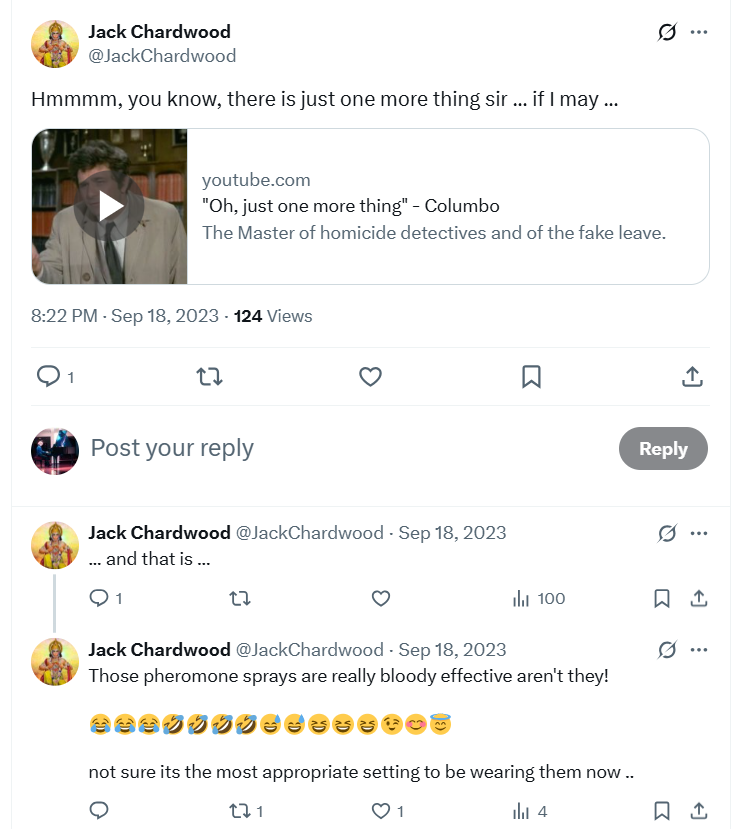 Jack Chardwood
@JackChardwood
Hmmmm, you know, there is just one more thing sir ... if I may ...
youtube.com
"Oh, just one more thing" - Columbo
The Master of homicide detectives and of the fake leave.
8:22 PM · Sep 18, 2023 · 124 Views
1
Post your reply
Reply
Jack Chardwood @JackChardwood · Sep 18, 2023
... and that is ...
1 100
Jack Chardwood @JackChardwood · Sep 18, 2023
Those pheromone sprays are really bloody effective aren't they!
😂😂😂🤣🤣🤣🤣😅😅😆😆😆😉😊😇
not sure its the most appropriate setting to be wearing them now ..
1 1 4